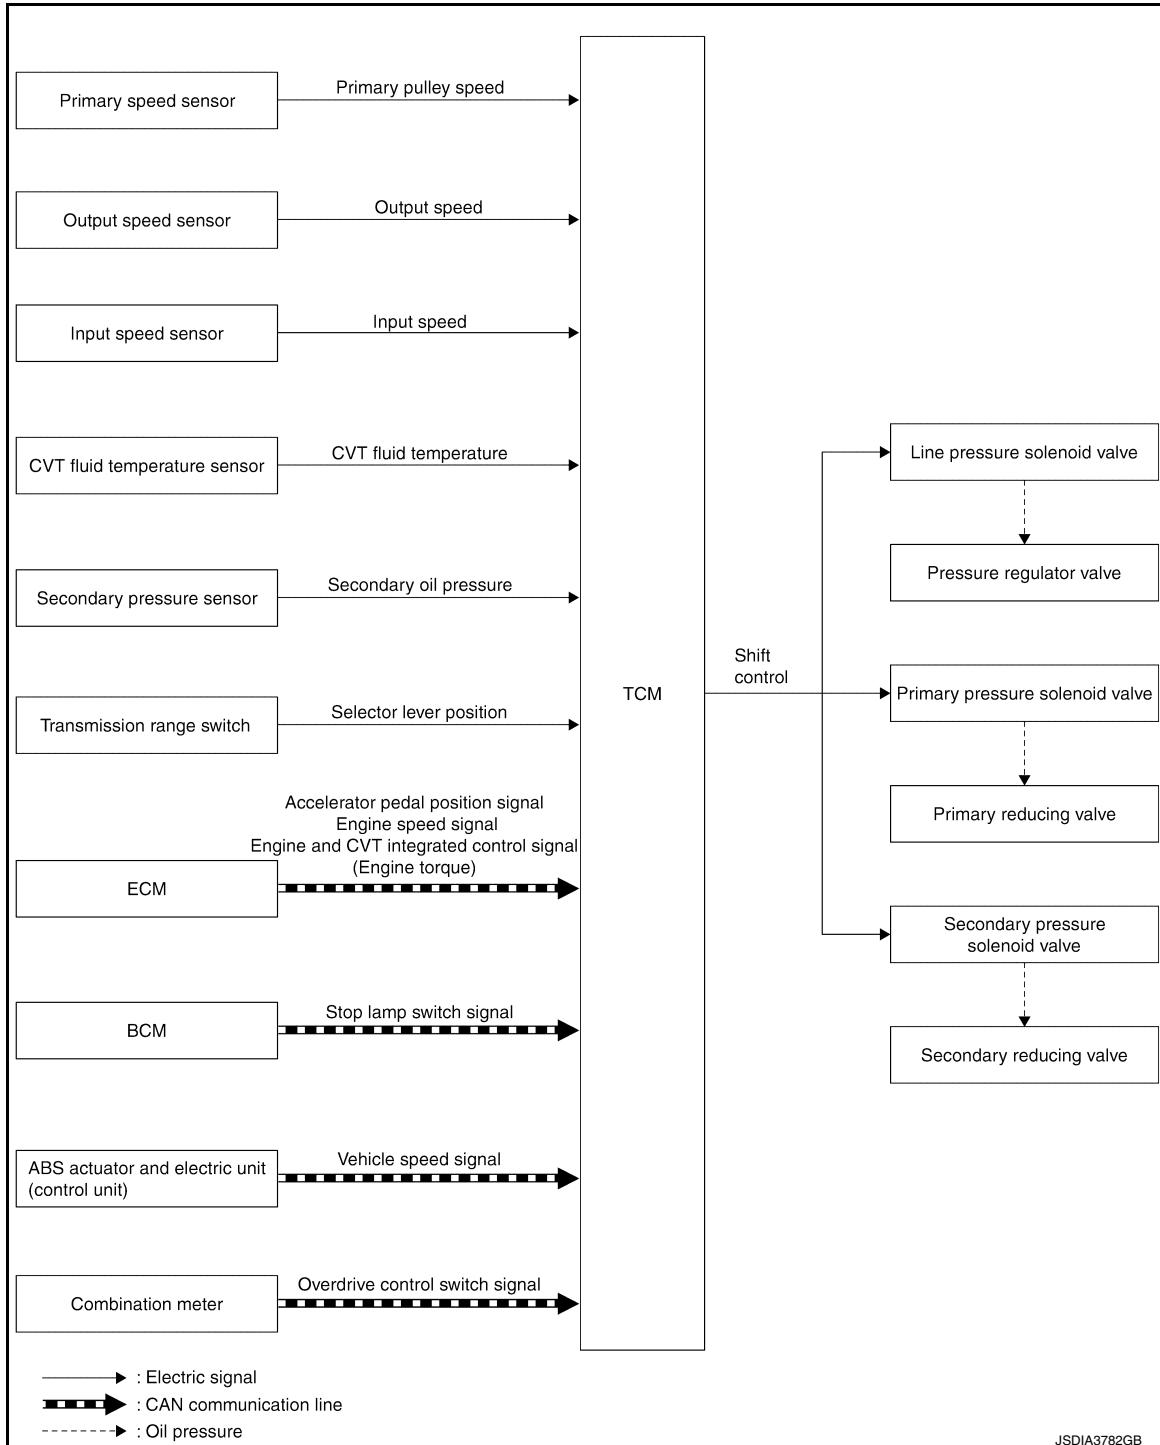 Primary speed sensor
Primary pulley speed
Output speed sensor
Output speed
Input speed sensor
Input speed
CVT fluid temperature sensor
CVT fluid temperature
Secondary pressure sensor
Secondary oil pressure
Transmission range switch
Selector lever position
ECM
Accelerator pedal position signal
Engine speed signal
Engine and CVT integrated control signal
(Engine torque)
BCM
Stop lamp switch signal
ABS actuator and electric unit
(control unit)
Vehicle speed signal
Combination meter
Overdrive control switch signal
TCM
Shift
control
Line pressure solenoid valve
Pressure regulator valve
Primary pressure solenoid valve
Primary reducing valve
Secondary pressure
solenoid valve
Secondary reducing valve
: Electric signal
: CAN communication line
: Oil pressure
JSDIA3782GB